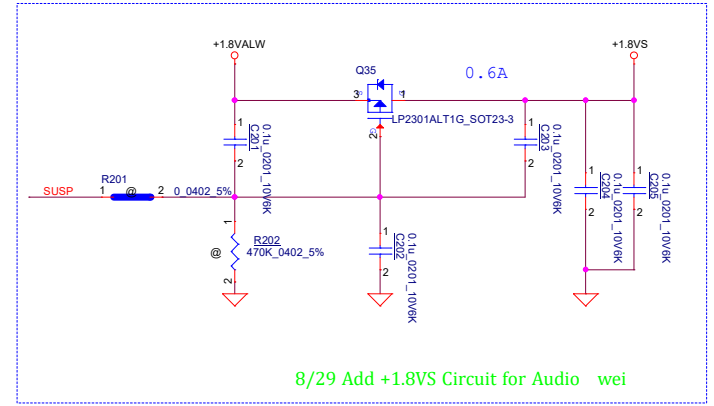 +1.8VALW
+1.8VS
Q35
0.6A
3
1
LP2301ALT1G_SOT23-3
2
1
2
C201
0.1u_0201_10V6K
1
2
C203
0.1u_0201_10V6K
1
2
C204
0.1u_0201_10V6K
1
2
C205
0.1u_0201_10V6K
SUSP
R201
1
@
2
0_0402_5%
1
@
R202
470K_0402_5%
2
1
2
C202
0.1u_0201_10V6K
8/29 Add +1.8VS Circuit for Audio wei